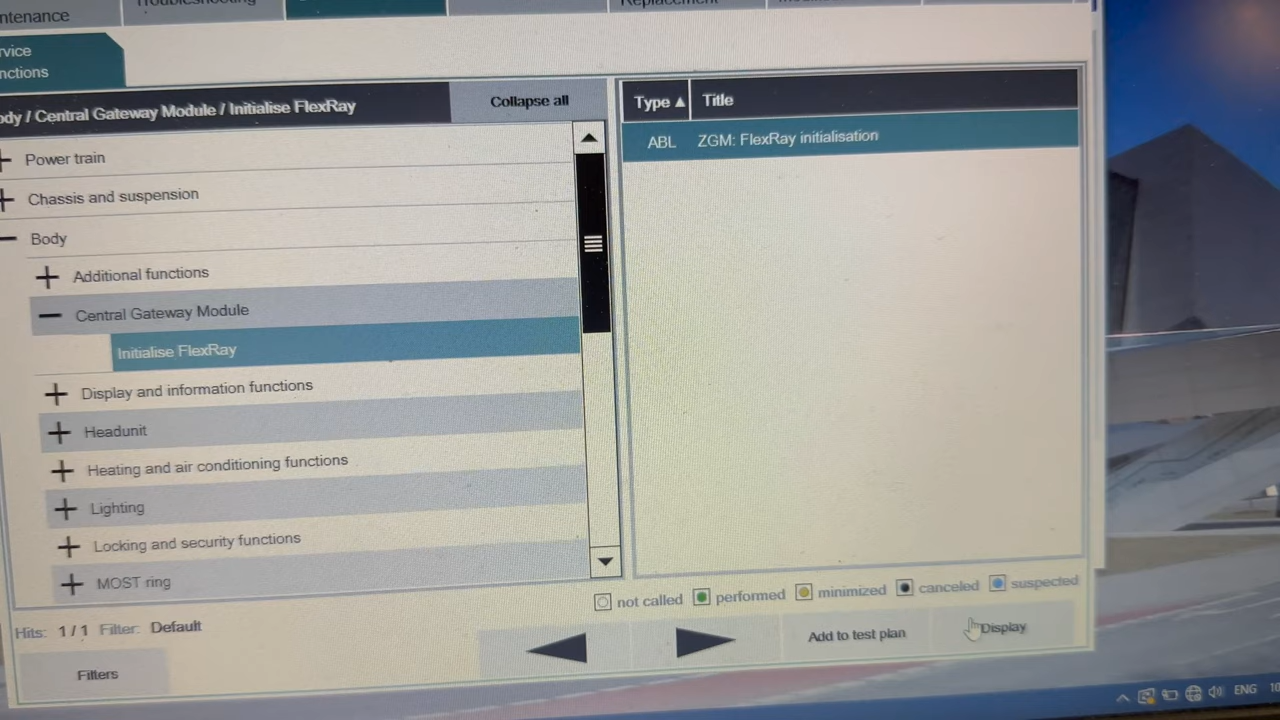 ntenance
Troubleshooting
Replacement
rvice
nctions
ody / Central Gateway Module / Initialise FlexRay
Collapse all
Power train
Chassis and suspension
Body
Additional functions
Central Gateway Module
Initialise FlexRay
Display and information functions
Headunit
Heating and air conditioning functions
Lighting
Locking and security functions
MOST ring
Type ▲ Title
ABL ZGM: FlexRay initialisation
not called performed minimized canceled suspected
Hits: 1 / 1 Filter: Default
Filters
Add to test plan
Display
ENG 10